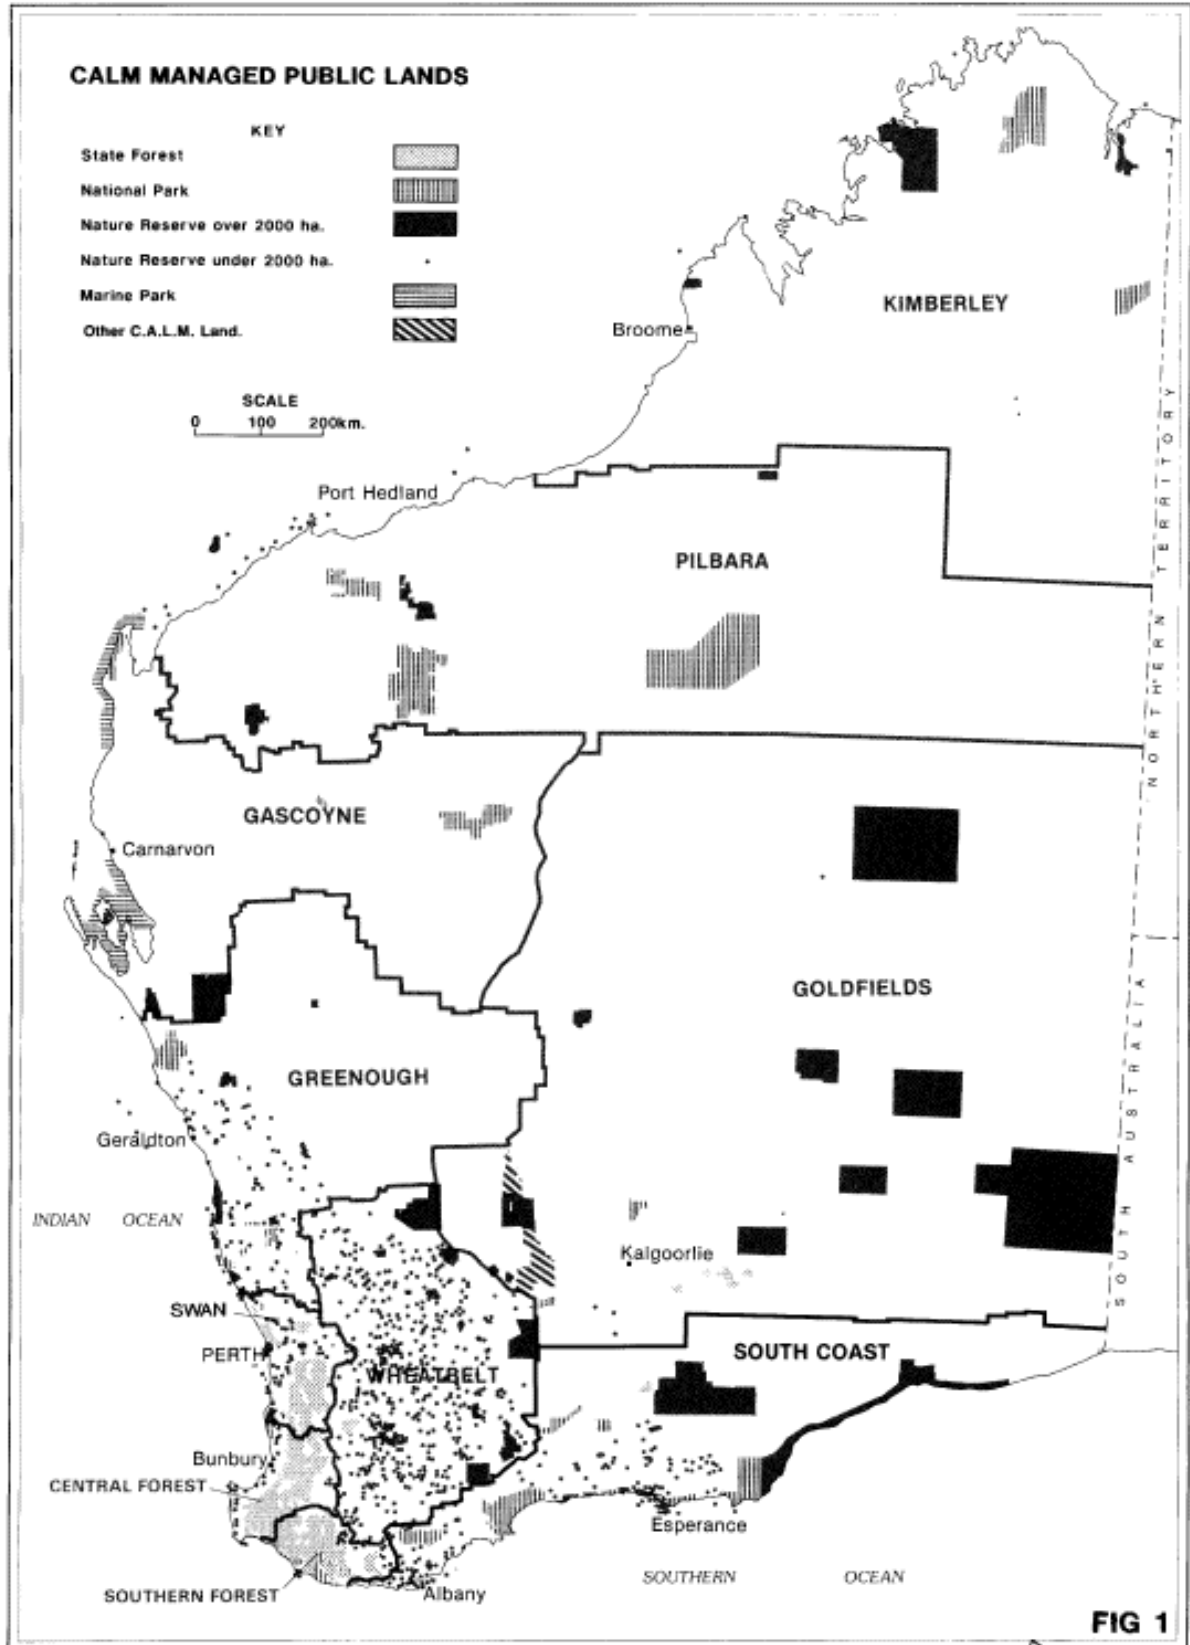 CALM MANAGED PUBLIC LANDS
KEY
State Forest
National Park
Nature Reserve over 2000 ha.
Nature Reserve under 2000 ha.
Marine Park
Other C.A.L.M. Land.
SCALE
0 100 200km.
KIMBERLEY
Broome
Port Hedland
PILBARA
NORTHERN TERRITORY
GASCOYNE
Carnarvon
GOLDFIELDS
GREENOUGH
Geraldton
SOUTH AUSTRALIA
INDIAN OCEAN
Kalgoorlie
SWAN
PERTH
SOUTH COAST
WHEATBELT
Bunbury
CENTRAL FOREST
Esperance
SOUTHERN OCEAN
SOUTHERN FOREST
Albany
FIG 1